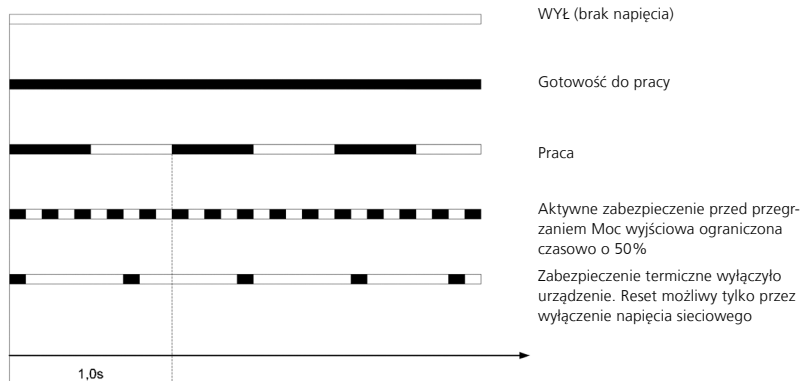 WYŁ (brak napięcia)
Gotowość do pracy
Praca
Aktywne zabezpieczenie przed przegr-
zaniem Moc wyjściowa ograniczona
czasowo o 50%
Zabezpieczenie termiczne wyłączyło
urządzenie. Reset możliwy tylko przez
wyłączenie napięcia sieciowego
1,0s